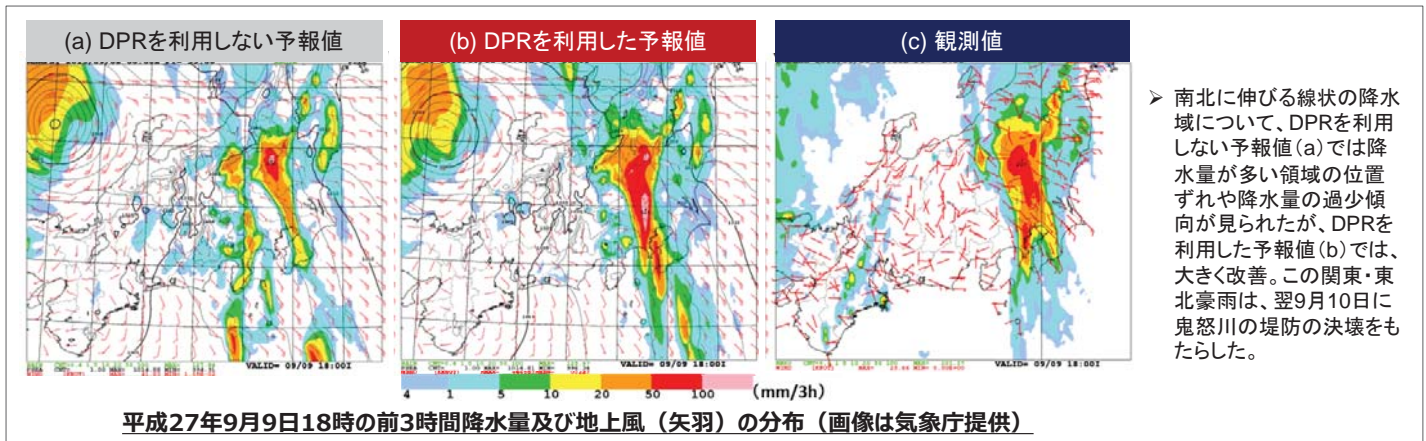 (a) DPRを利用しない予報値
(b) DPRを利用した予報値
(c) 観測値
VALID= 09/09 18:00I
VALID= 09/09 18:00I
VALID= 09/09 18:00I
4 1 5 10 20 50 100 (mm/3h)
平成27年9月9日18時の前3時間降水量及び地上風（矢羽）の分布（画像は気象庁提供）
➢ 南北に伸びる線状の降水
域について、DPRを利用
しない予報値(a)では降
水量が多い領域の位置
ずれや降水量の過少傾
向が見られたが、DPRを
利用した予報値(b)では、
大きく改善。この関東・東
北豪雨は、翌9月10日に
鬼怒川の堤防の決壊をも
たらした。